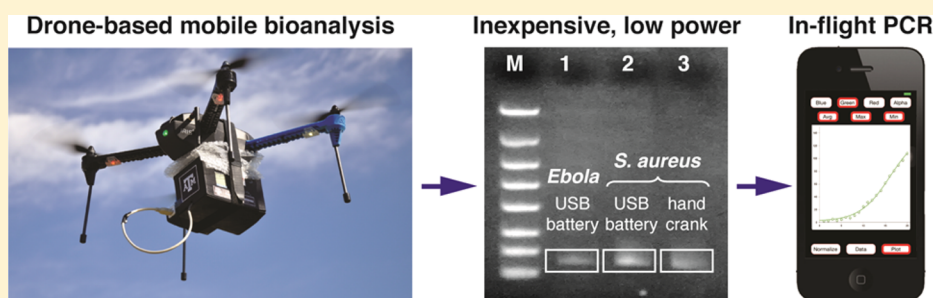 Drone-based mobile bioanalysis
Inexpensive, low power
In-flight PCR
ĀTM
M 1 2 3
S. aureus
Ebola
USB USB hand
battery battery crank
Blue Green Red Alpha
Avg Max Min
Normalize Data Plot